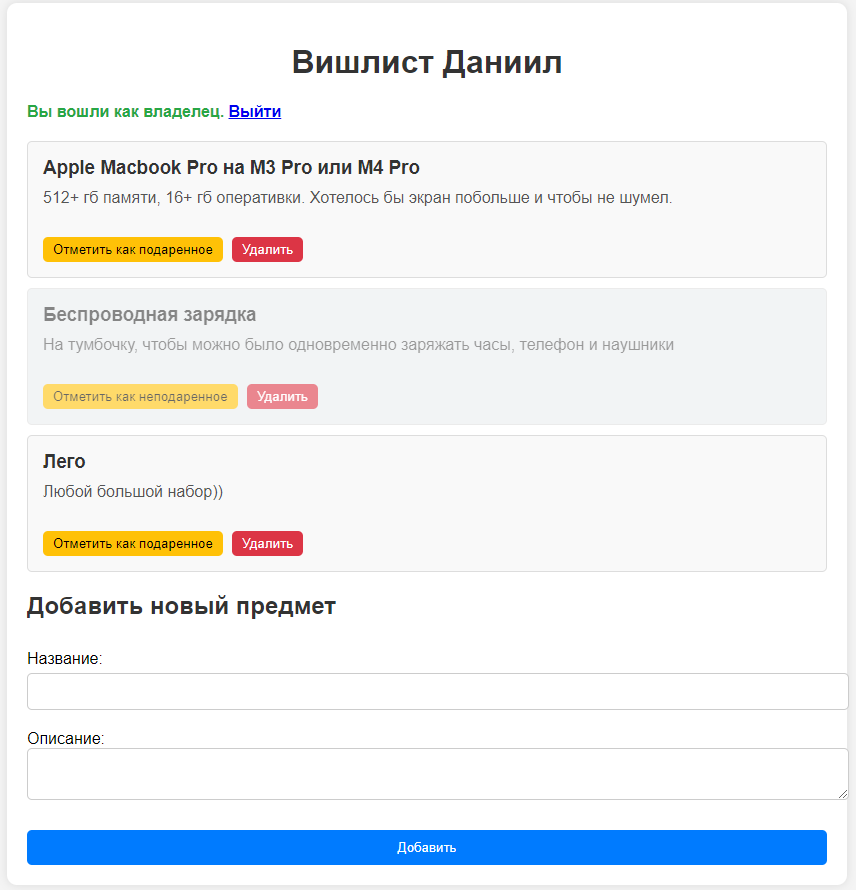 Вишлист Даниил
Вы вошли как владелец. Выйти
Apple Macbook Pro на M3 Pro или M4 Pro
512+ гб памяти, 16+ гб оперативки. Хотелось бы экран побольше и чтобы не шумел.
Отметить как подаренное Удалить
Беспроводная зарядка
На тумбочку, чтобы можно было одновременно заряжать часы, телефон и наушники
Отметить как неподаренное Удалить
Лего
Любой большой набор))
Отметить как подаренное Удалить
Добавить новый предмет
Название:
Описание:
Добавить